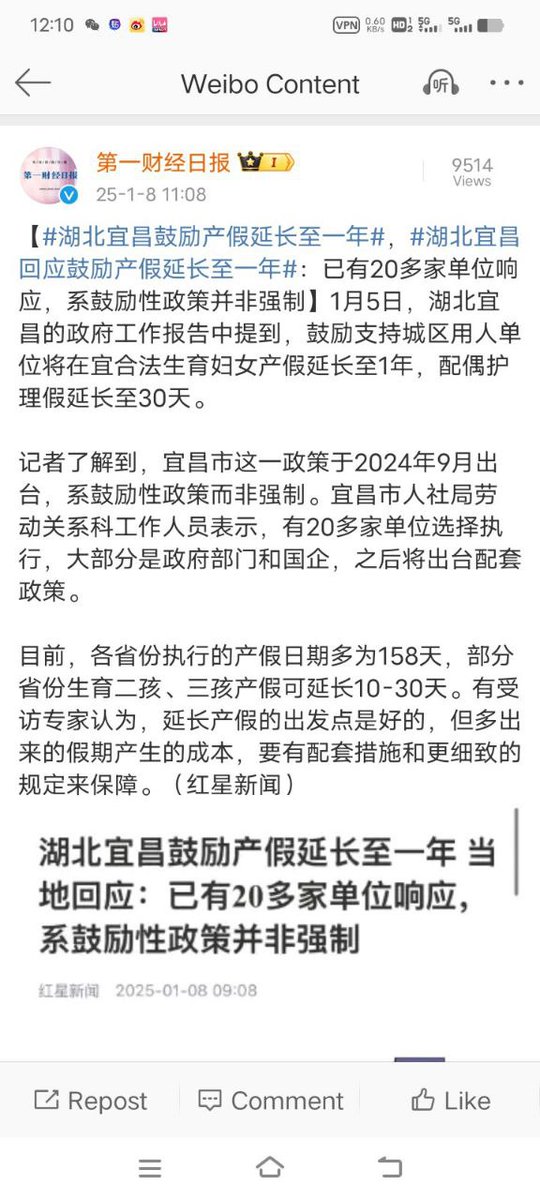 12:10 VPN 0.60 KB/s HD 1 2 5G 5G
Weibo Content 听
第一财经日报 I
25-1-8 11:08
9514
Views
第一财经日报
【#湖北宜昌鼓励产假延长至一年#，#湖北宜昌
回应鼓励产假延长至一年#：已有20多家单位响
应，系鼓励性政策并非强制】1月5日，湖北宜
昌的政府工作报告中提到，鼓励支持城区用人单
位将在宜合法生育妇女产假延长至1年，配偶护
理假延长至30天。
记者了解到，宜昌市这一政策于2024年9月出
台，系鼓励性政策而非强制。宜昌市人社局劳
动关系科工作人员表示，有20多家单位选择执
行，大部分是政府部门和国企，之后将出台配套
政策。
目前，各省份执行的产假日期多为158天，部分
省份生育二孩、三孩产假可延长10-30天。有受
访专家认为，延长产假的出发点是好的，但多出
来的假期产生的成本，要有配套措施和更细致的
规定来保障。（红星新闻）
湖北宜昌鼓励产假延长至一年 当
地回应：已有20多家单位响应，
系鼓励性政策并非强制
红星新闻 2025-01-08 09:08
Repost Comment Like